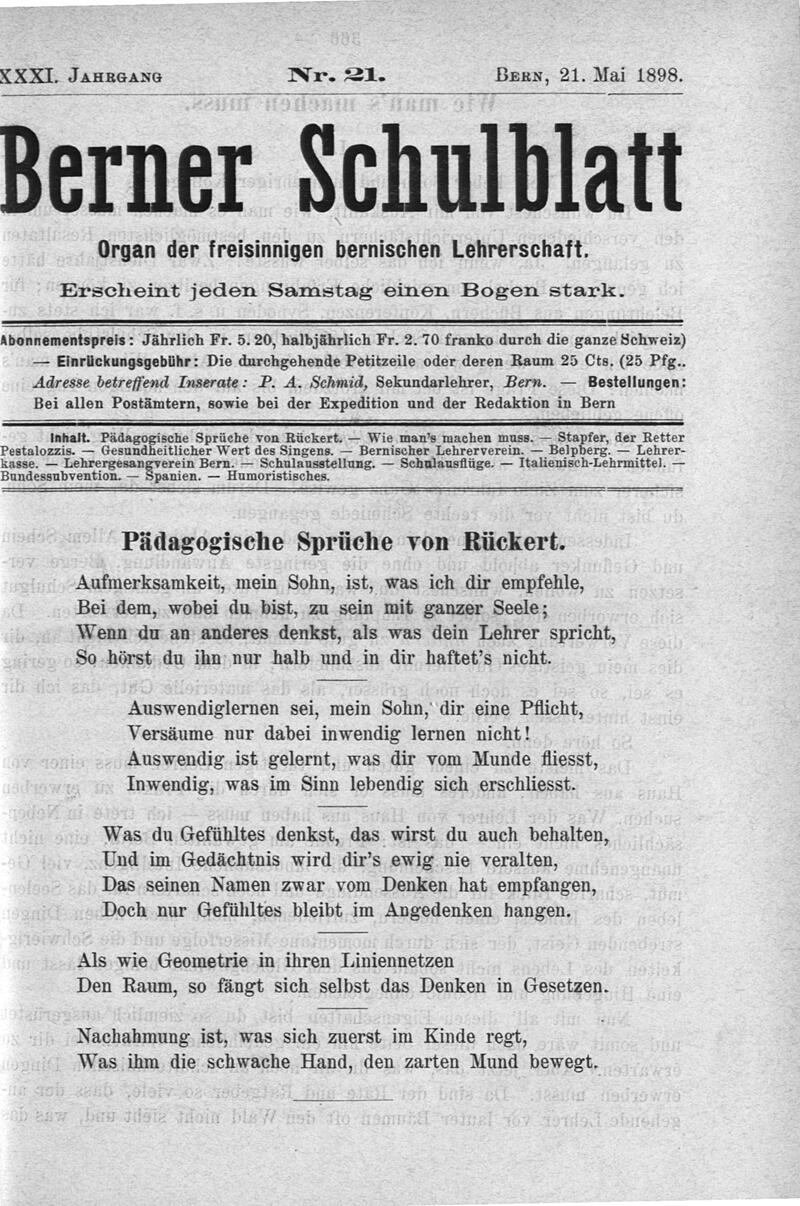 XXXI. Jahrgang Nr. 21. Bern, 21. Mai 1898.
Berner Schulblatt
Organ der freisinnigen bernischen Lehrerschaft.
Erscheint jeden Samstag einen Bogen stark.
Abonnementspreis: Jährlich Fr. 5. 20, halbjährlich Fr. 2. 70 franko durch die ganze Schweiz)
— Einrückungsgebühr: Die durchgehende Petitzeile oder deren Raum 25 Cts. (25 Pfg..
Adresse betreffend Inserate: P. A. Schmid, Sekundarlehrer, Bern. — Bestellungen:
Bei allen Postämtern, sowie bei der Expedition und der Redaktion in Bern
Inhalt. Pädagogische Sprüche von Rückert. — Wie man's machen muss. — Stapfer, der Retter
Pestalozzis. — Gesundheitlicher Wert des Singens. — Bernischer Lehrerverein. — Belpberg. — Lehrer-
kasse. — Lehrergesangverein Bern. — Schulausstellung. — Schulausflüge. — Italienisch-Lehrmittel. —
Bundessubvention. — Spanien. — Humoristisches.
Pädagogische Sprüche von Rückert.
Aufmerksamkeit, mein Sohn, ist, was ich dir empfehle,
Bei dem, wobei du bist, zu sein mit ganzer Seele;
Wenn du an anderes denkst, als was dein Lehrer spricht,
So hörst du ihn nur halb und in dir haftet's nicht.
Auswendiglernen sei, mein Sohn, dir eine Pflicht,
Versäume nur dabei inwendig lernen nicht!
Auswendig ist gelernt, was dir vom Munde fliesst,
Inwendig, was im Sinn lebendig sich erschliesst.
Was du Gefühltes denkst, das wirst du auch behalten,
Und im Gedächtnis wird dir's ewig nie veralten,
Das seinen Namen zwar vom Denken hat empfangen,
Doch nur Gefühltes bleibt im Angedenken hangen.
Als wie Geometrie in ihren Liniennetzen
Den Raum, so fängt sich selbst das Denken in Gesetzen.
Nachahmung ist, was sich zuerst im Kinde regt,
Was ihm die schwache Hand, den zarten Mund bewegt.